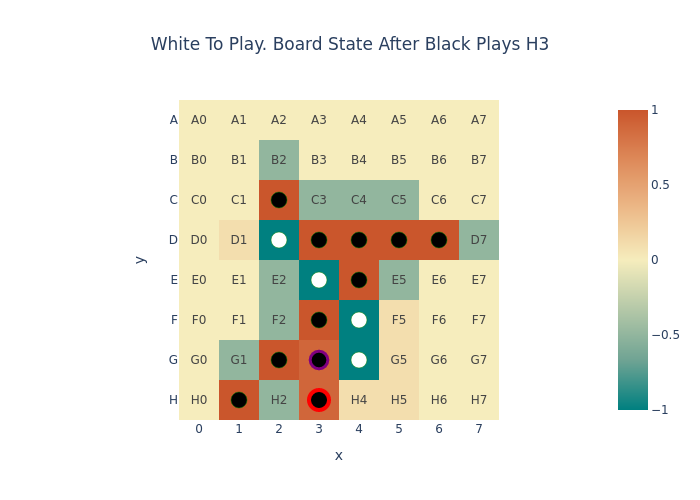 White To Play. Board State After Black Plays H3
A A0 A1 A2 A3 A4 A5 A6 A7
B B0 B1 B2 B3 B4 B5 B6 B7
C C0 C1 C3 C4 C5 C6 C7
D D0 D1 D7
E E0 E1 E2 E5 E6 E7
F F0 F1 F2 F5 F6 F7
G G0 G1 G5 G6 G7
H H0 H2 H4 H5 H6 H7
0 1 2 3 4 5 6 7
x
y
1
0.5
0
−0.5
−1